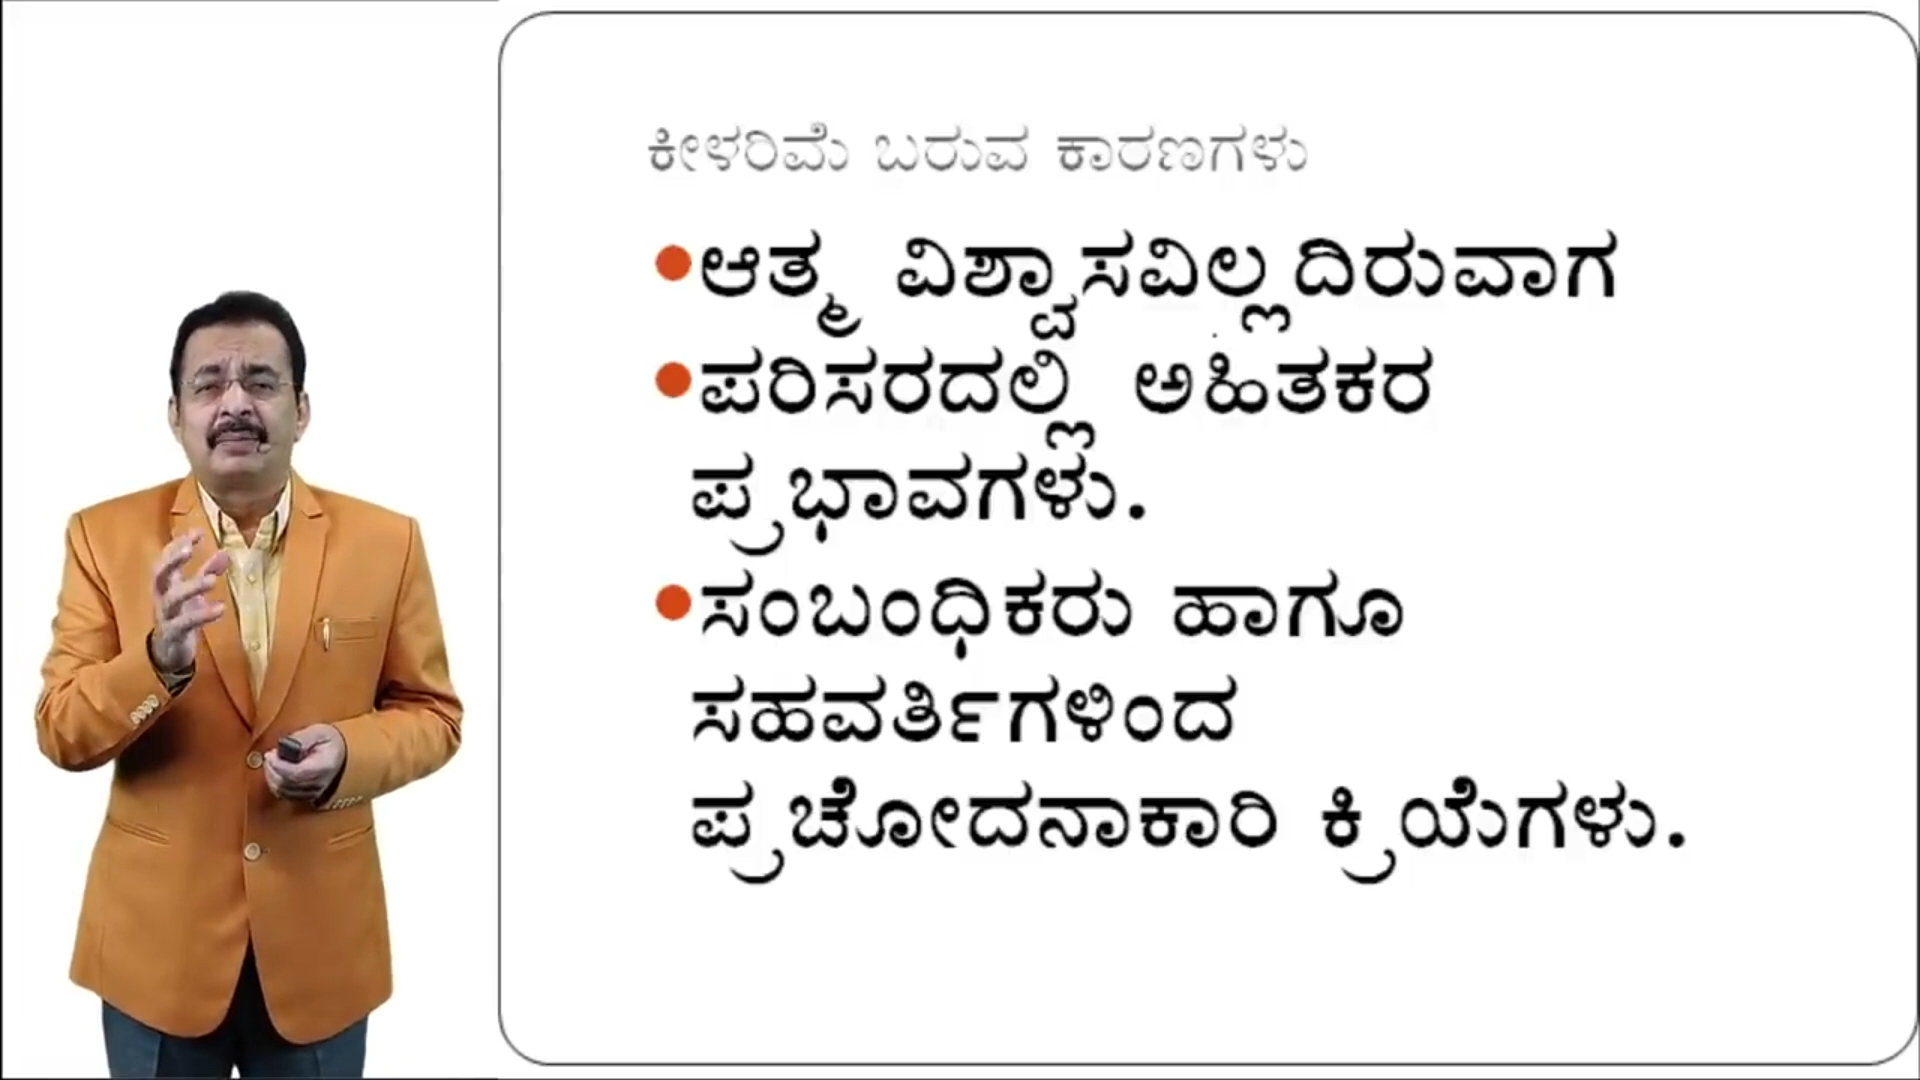 ಕೀಳರಿಮೆ ಬರುವ ಕಾರಣಗಳು
•ಆತ್ಮ ವಿಶ್ವಾಸವಿಲ್ಲದಿರುವಾಗ
•ಪರಿಸರದಲ್ಲಿ ಅಹಿತಕರ
ಪ್ರಭಾವಗಳು.
•ಸಂಬಂಧಿಕರು ಹಾಗೂ
ಸಹವರ್ತಿಗಳಿಂದ
ಪ್ರಚೋದನಾಕಾರಿ ಕ್ರಿಯೆಗಳು.